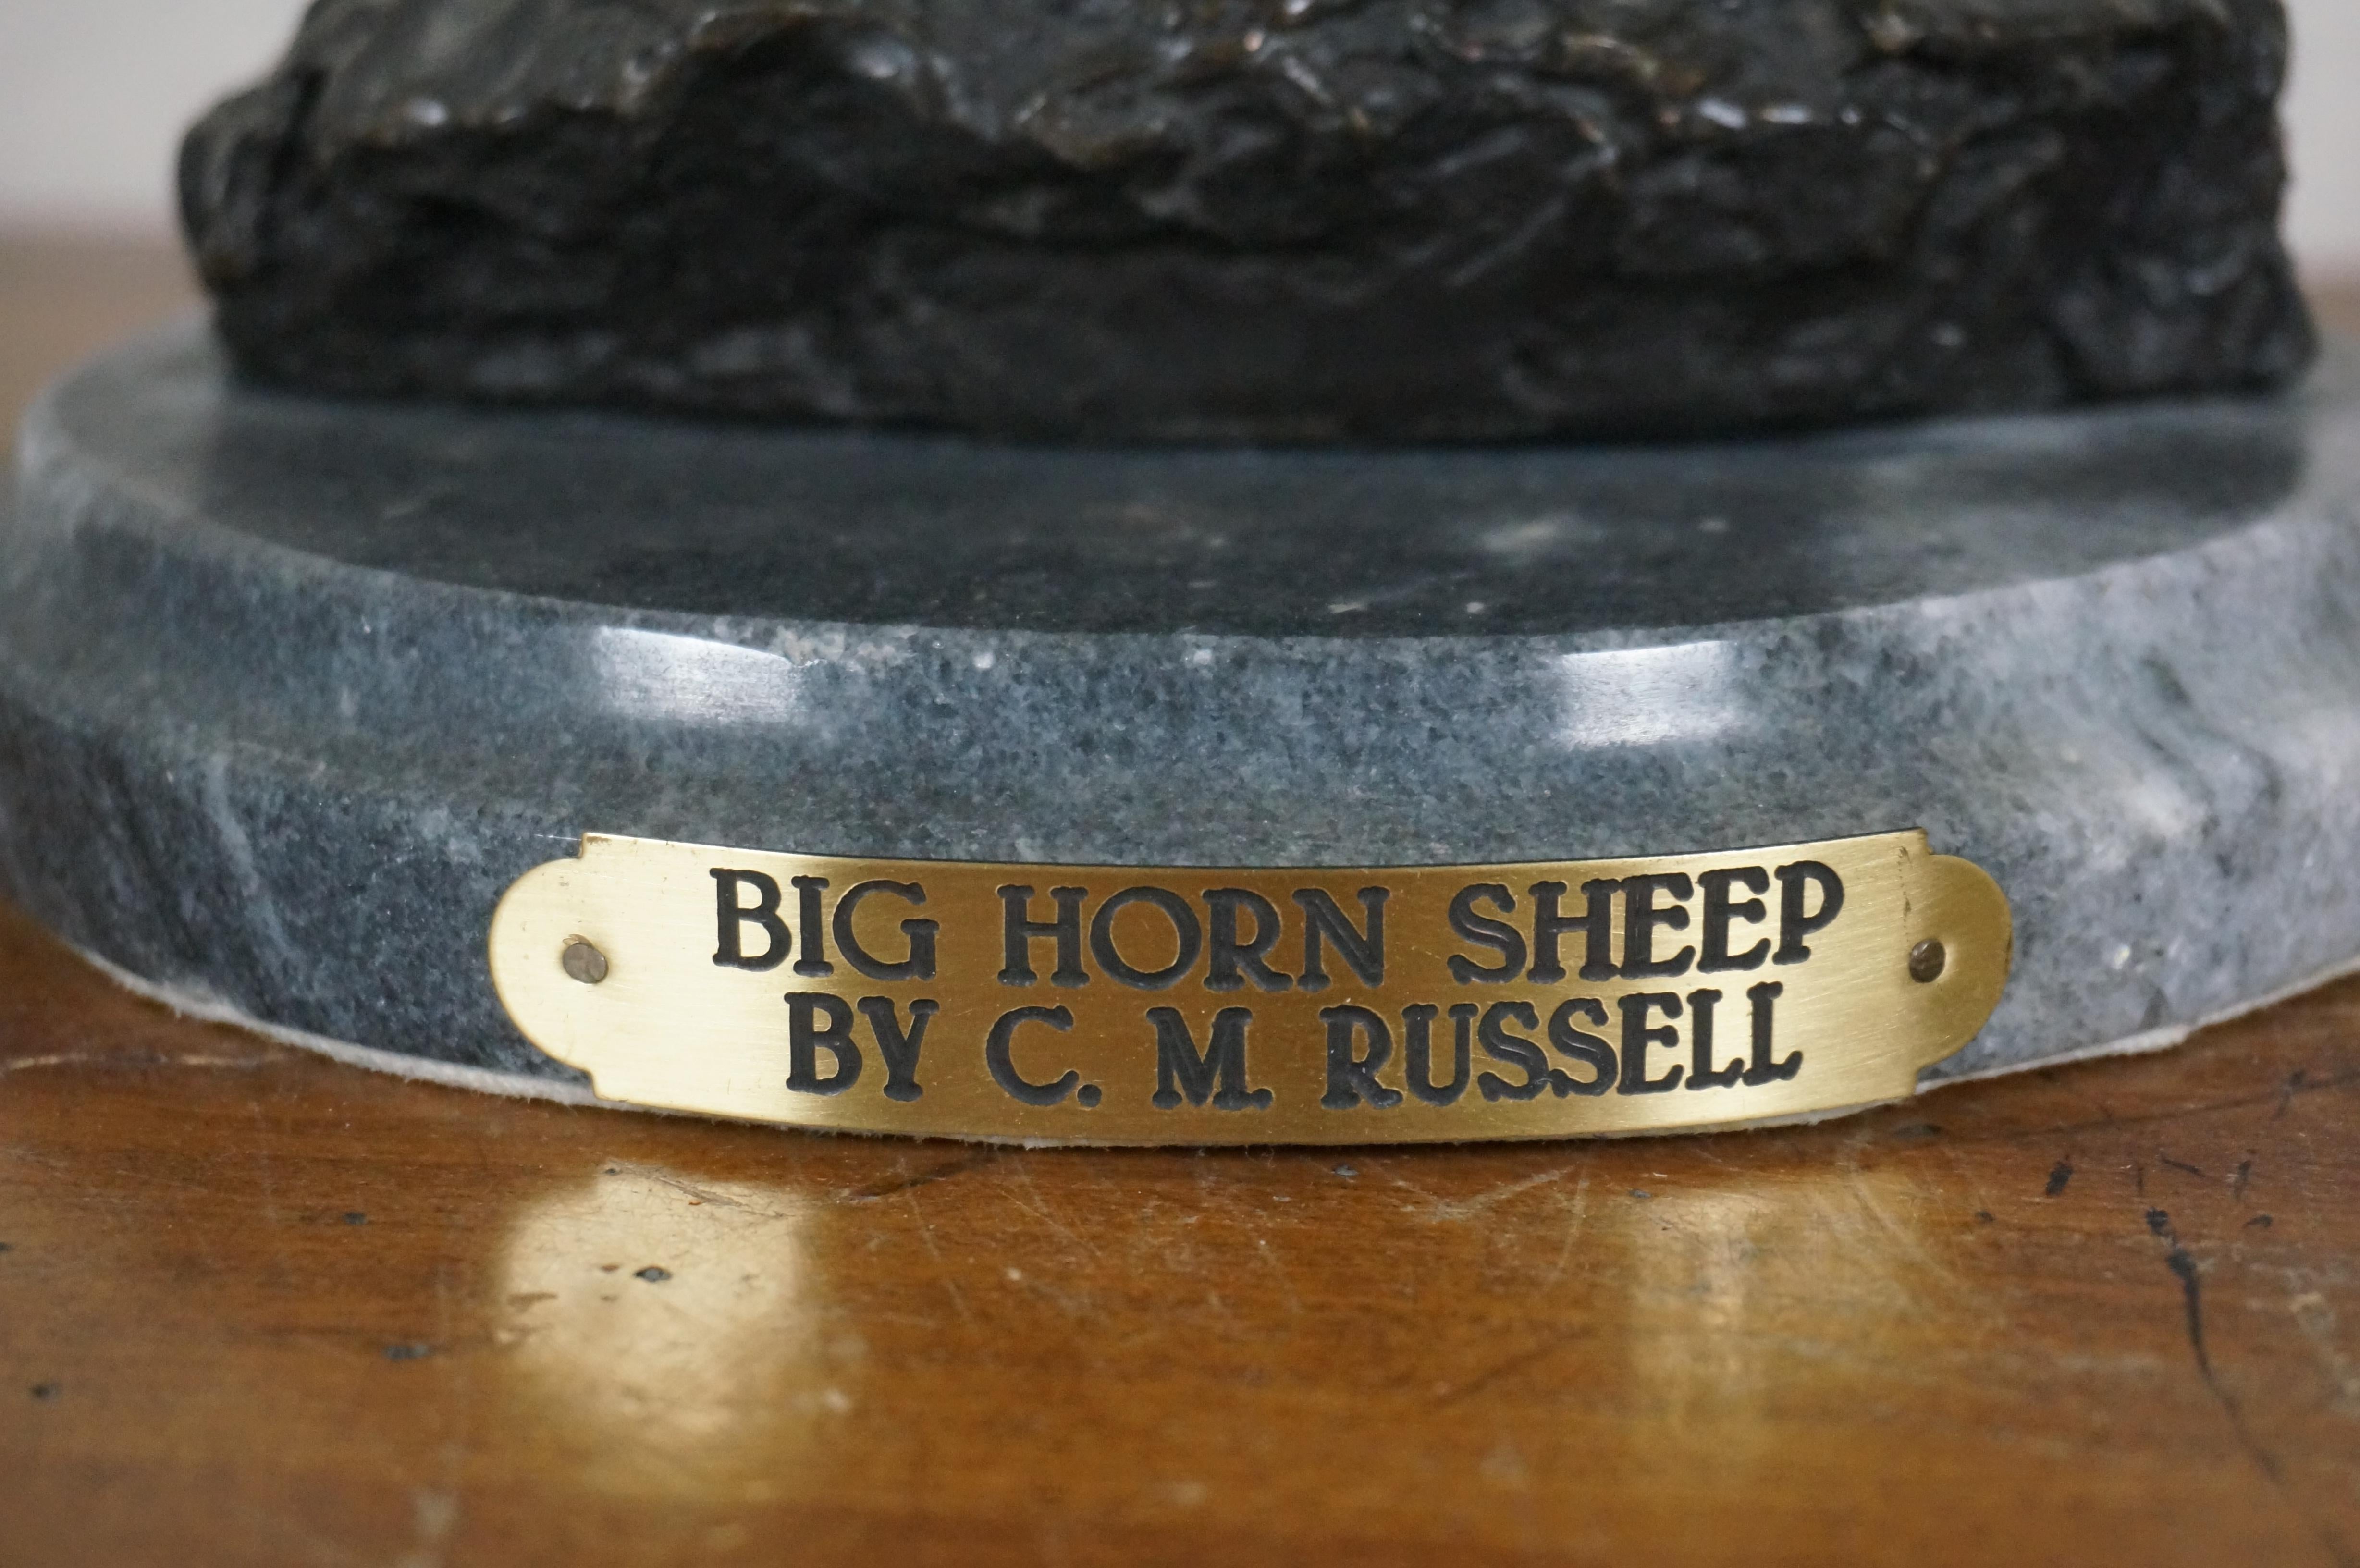 BIG HORN SHEEP
BY C. M. RUSSELL